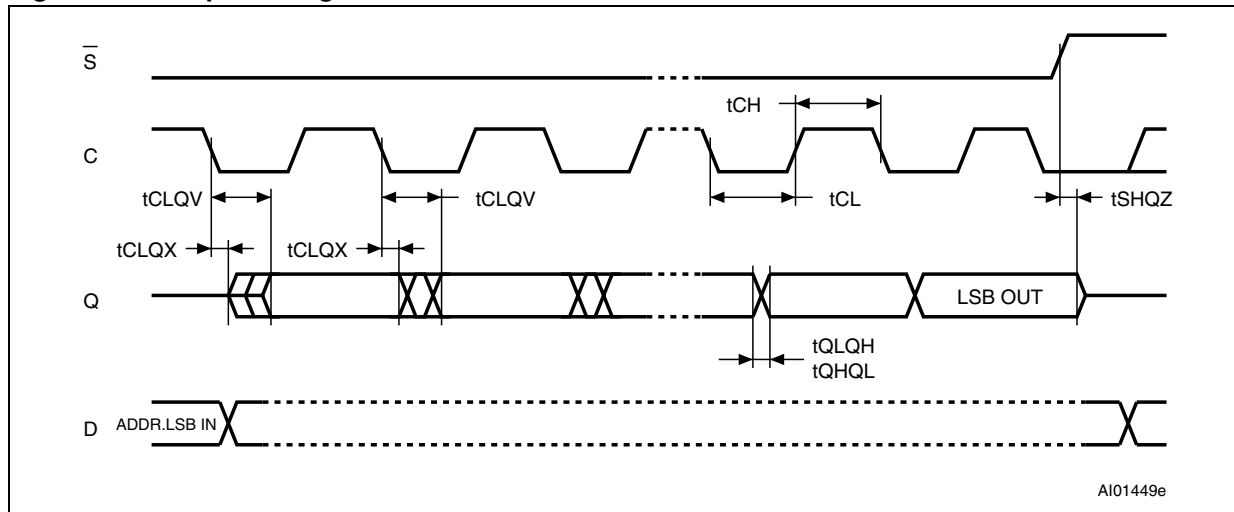 S
tCH
C
tCLQV
tCLQV
tCL
tSHQZ
tCLQX
tCLQX
Q
LSB OUT
tQLQH
tQHQL
D
ADDR.LSB IN
AI01449e